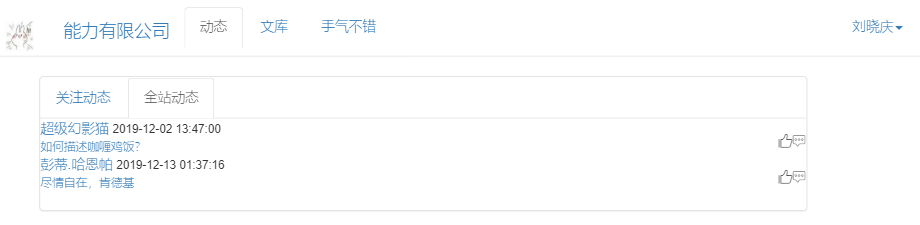 能力有限公司 动态 文库 手气不错 刘晓庆
关注动态 全站动态
超级幻影猫 2019-12-02 13:47:00
如何描述咖喱鸡饭?
彭蒂.哈恩帕 2019-12-13 01:37:16
尽情自在，肯德基